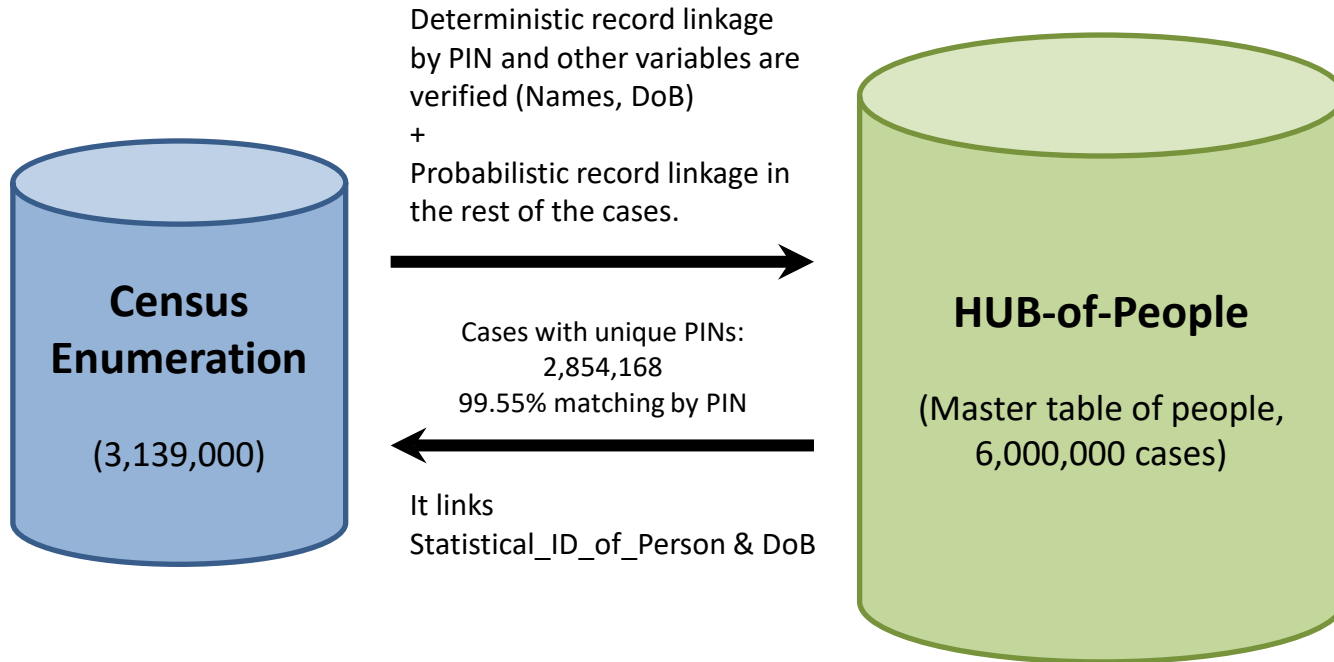 Deterministic record linkage
by PIN and other variables are
verified (Names, DoB)
+
Probabilistic record linkage in
the rest of the cases.
Census
Enumeration
(3,139,000)
Cases with unique PINs:
2,854,168
99.55% matching by PIN
It links
Statistical_ID_of_Person & DoB
HUB-of-People
(Master table of people,
6,000,000 cases)